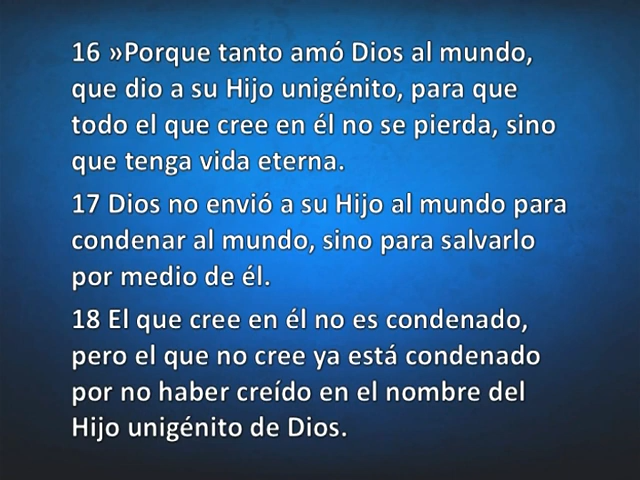 16 »Porque tanto amó Dios al mundo,
que dio a su Hijo unigénito, para que
todo el que cree en él no se pierda, sino
que tenga vida eterna.
17 Dios no envió a su Hijo al mundo para
condenar al mundo, sino para salvarlo
por medio de él.
18 El que cree en él no es condenado,
pero el que no cree ya está condenado
por no haber creído en el nombre del
Hijo unigénito de Dios.